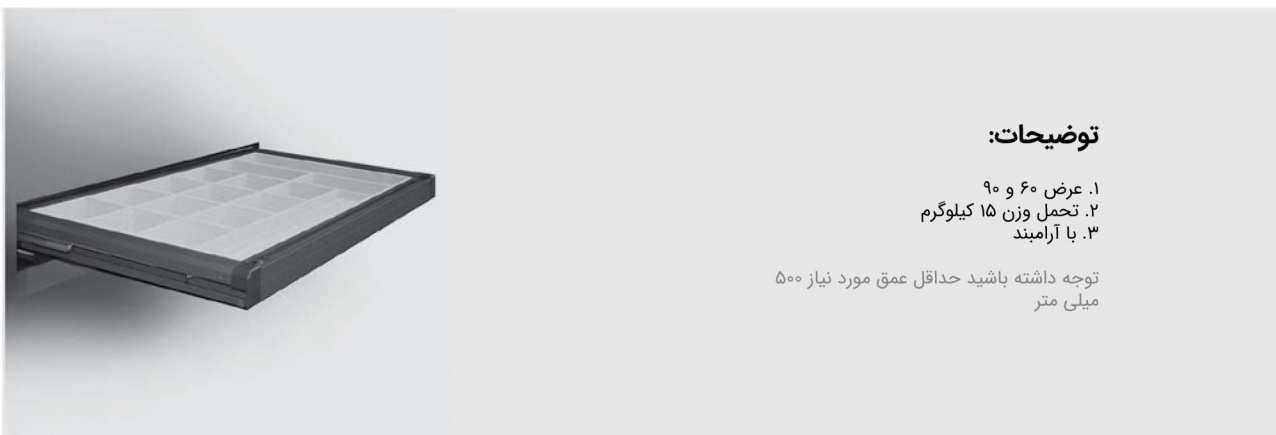 توضیحات:
۱. عرض ۶۰ و ۹۰
۲. تحمل وزن ۱۵ کیلوگرم
۳. با آرامبند
توجه داشته باشید حداقل عمق مورد نیاز ۵۰۰
میلی متر